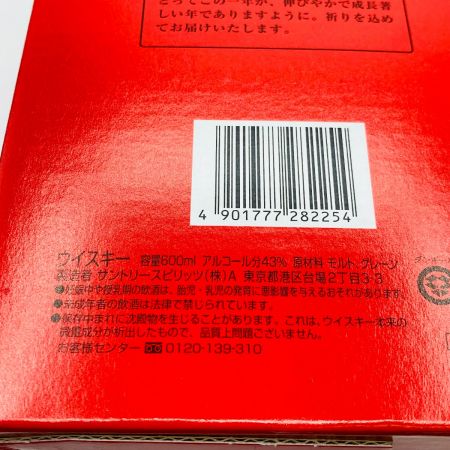 とってこの一年が、伸びやかで成長著
しい年でありますように。祈りを込め
てお届けいたします。
4 901777 282254
ウイスキー 容量600ml アルコール分43% 原材料 モルト、グレーン
製造者 サントリースピリッツ(株)A 東京都港区台場2丁目3-3
●妊娠中や授乳期の飲酒は、胎児・乳児の発育に悪影響を与えるおそれがあります。
●未成年者の飲酒は法律で禁じられています。
●保存中まれに沈殿物を生じることがあります。これは、ウイスキー本来の
微量成分が析出したもので、品質上問題ございません。
お客様センター 0120-139-310